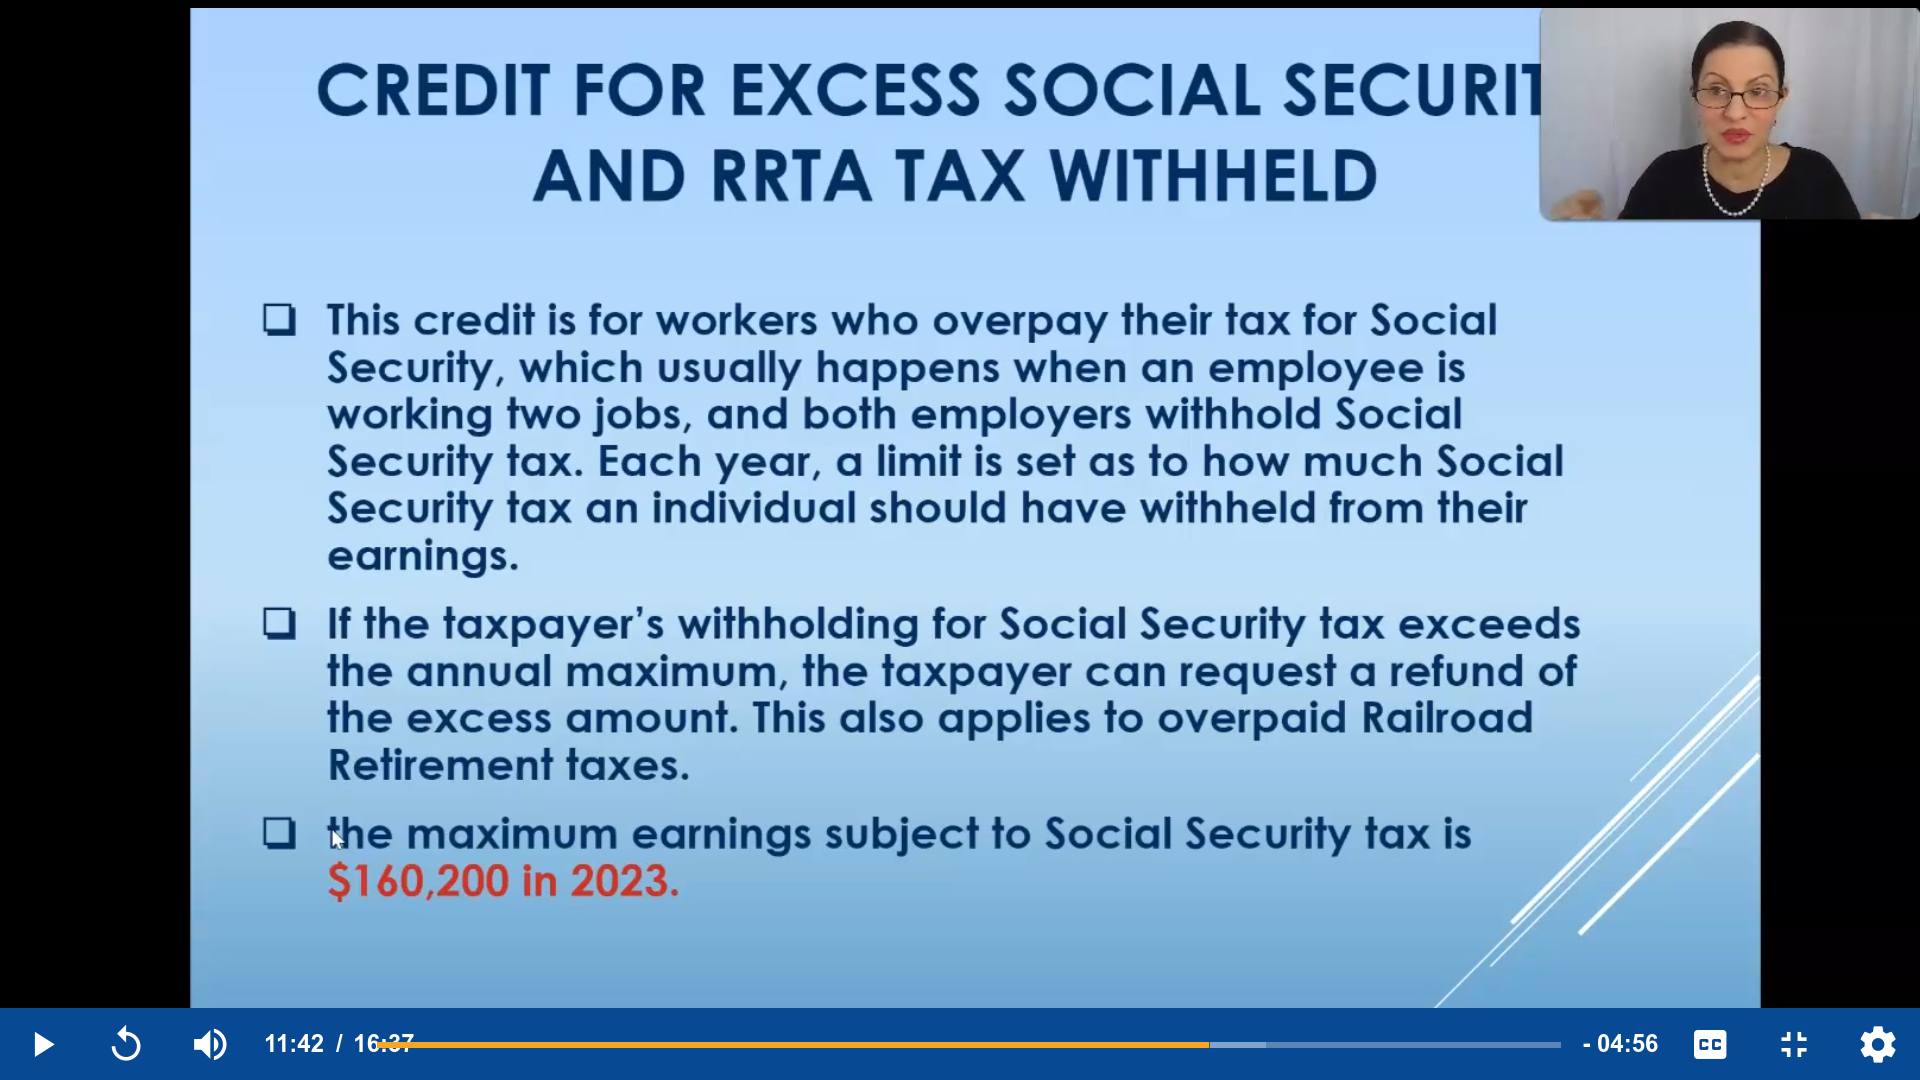 CREDIT FOR EXCESS SOCIAL SECURIT
AND RRTA TAX WITHHELD
This credit is for workers who overpay their tax for Social
Security, which usually happens when an employee is
working two jobs, and both employers withhold Social
Security tax. Each year, a limit is set as to how much Social
Security tax an individual should have withheld from their
earnings.
If the taxpayer’s withholding for Social Security tax exceeds
the annual maximum, the taxpayer can request a refund of
the excess amount. This also applies to overpaid Railroad
Retirement taxes.
the maximum earnings subject to Social Security tax is
$160,200 in 2023.
11:42 / 16:37 - 04:56 CC